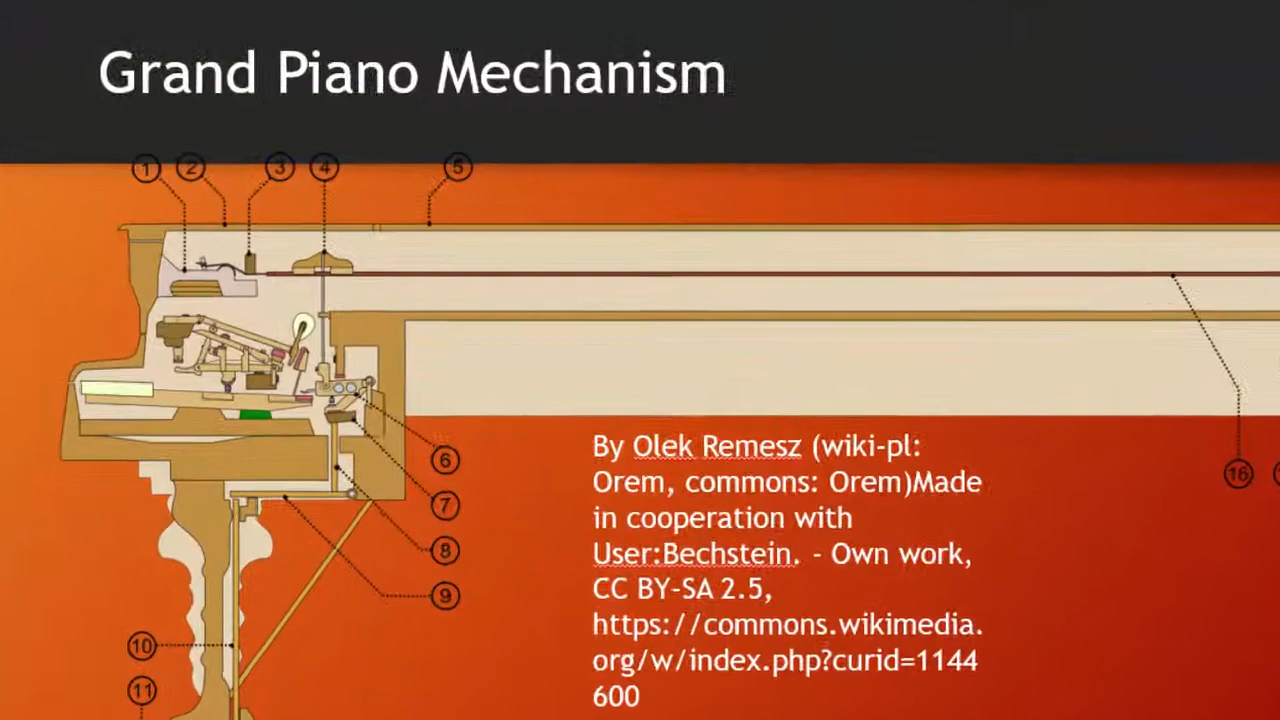 Grand Piano Mechanism
1 2 3 4 5
6
16
7
8
9
10
11
By Olek Remesz (wiki-pl:
Orem, commons: Orem)Made
in cooperation with
User:Bechstein. - Own work,
CC BY-SA 2.5,
https://commons.wikimedia.
org/w/index.php?curid=1144
600